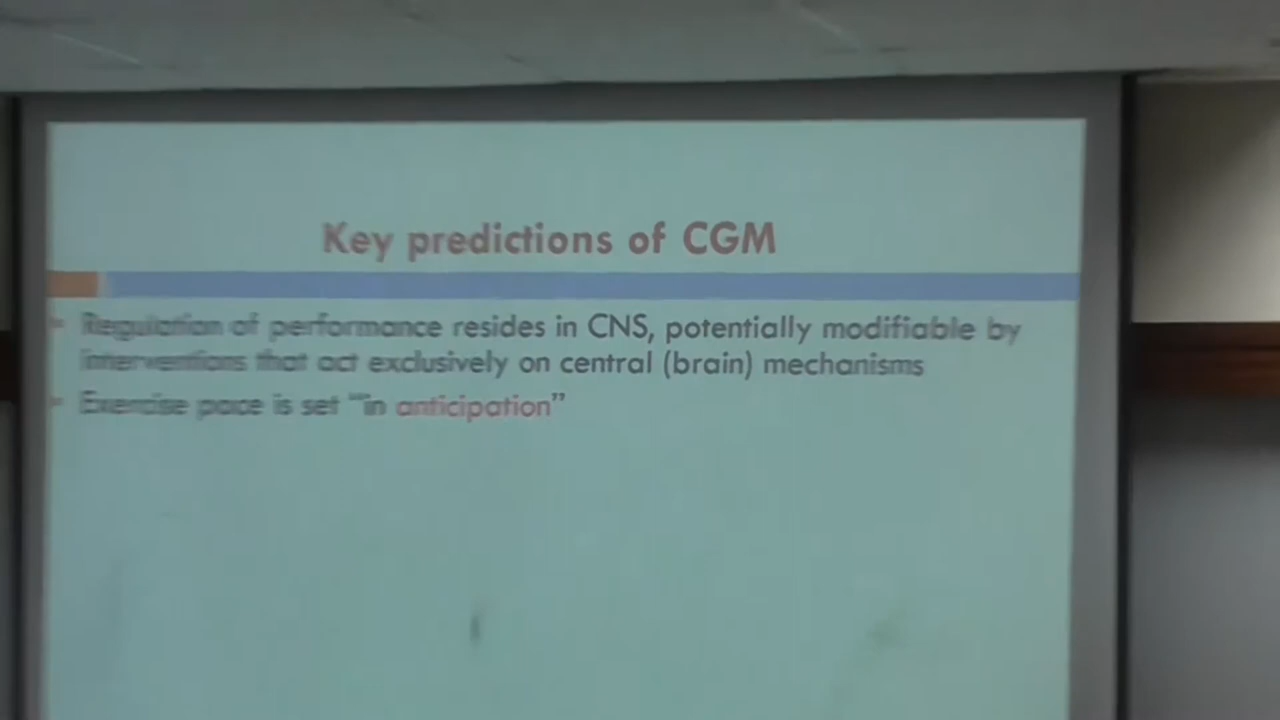 Key predictions of CGM
Regulation of performance resides in CNS, potentially modifiable by
interventions that act exclusively on central (brain) mechanisms
Exercise pace is set "in anticipation"